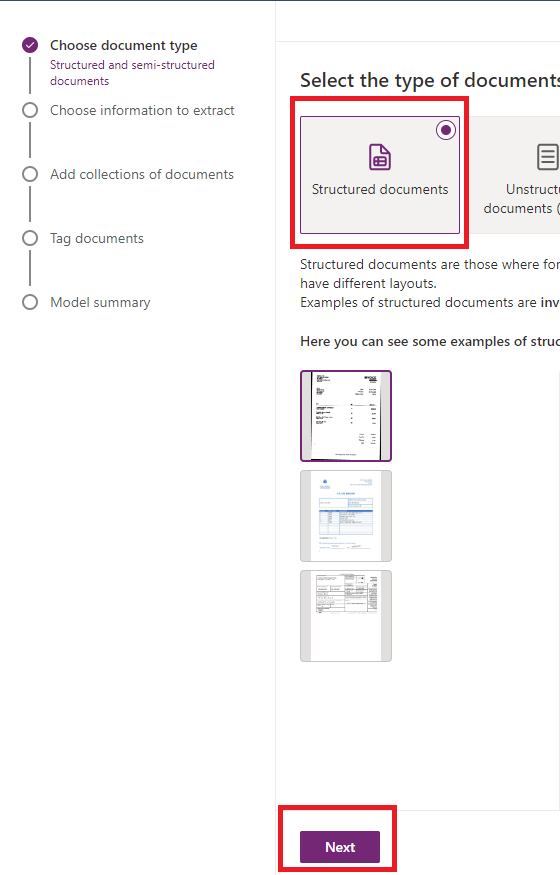 Choose document type
Structured and semi-structured
documents
Choose information to extract
Add collections of documents
Tag documents
Model summary
Select the type of documents
Structured documents
Unstructu
documents (
Structured documents are those where for
have different layouts.
Examples of structured documents are inv
Here you can see some examples of struc
Next